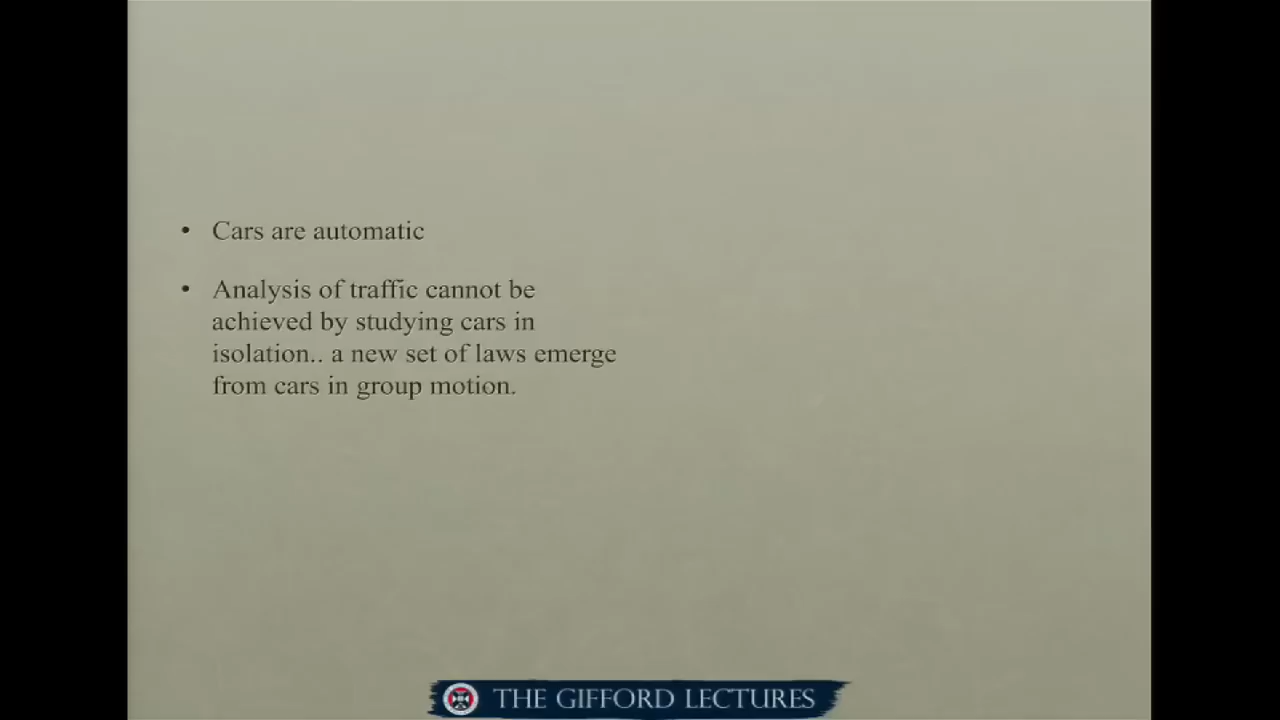 • Cars are automatic
• Analysis of traffic cannot be
achieved by studying cars in
isolation.. a new set of laws emerge
from cars in group motion.
THE GIFFORD LECTURES